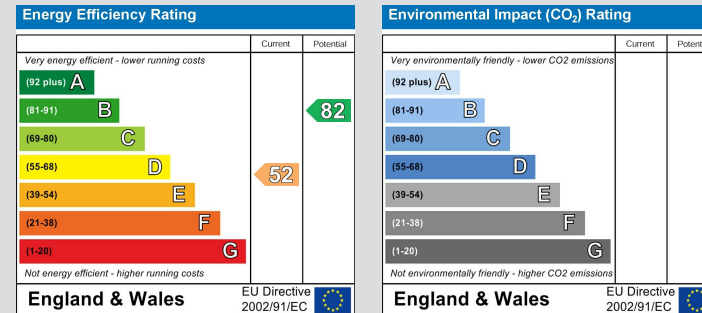 Energy Efficiency Rating
Current Potential
Very energy efficient - lower running costs
(92 plus) A
(81-91) B
82
(69-80) C
(55-68) D
52
(39-54) E
(21-38) F
(1-20) G
Not energy efficient - higher running costs
England & Wales
EU Directive
2002/91/EC
Environmental Impact (CO₂) Rating
Current Potent
Very environmentally friendly - lower CO2 emissions
(92 plus) A
(81-91) B
(69-80) C
(55-68) D
(39-54) E
(21-38) F
(1-20) G
Not environmentally friendly - higher CO2 emissions
England & Wales
EU Directive
2002/91/EC